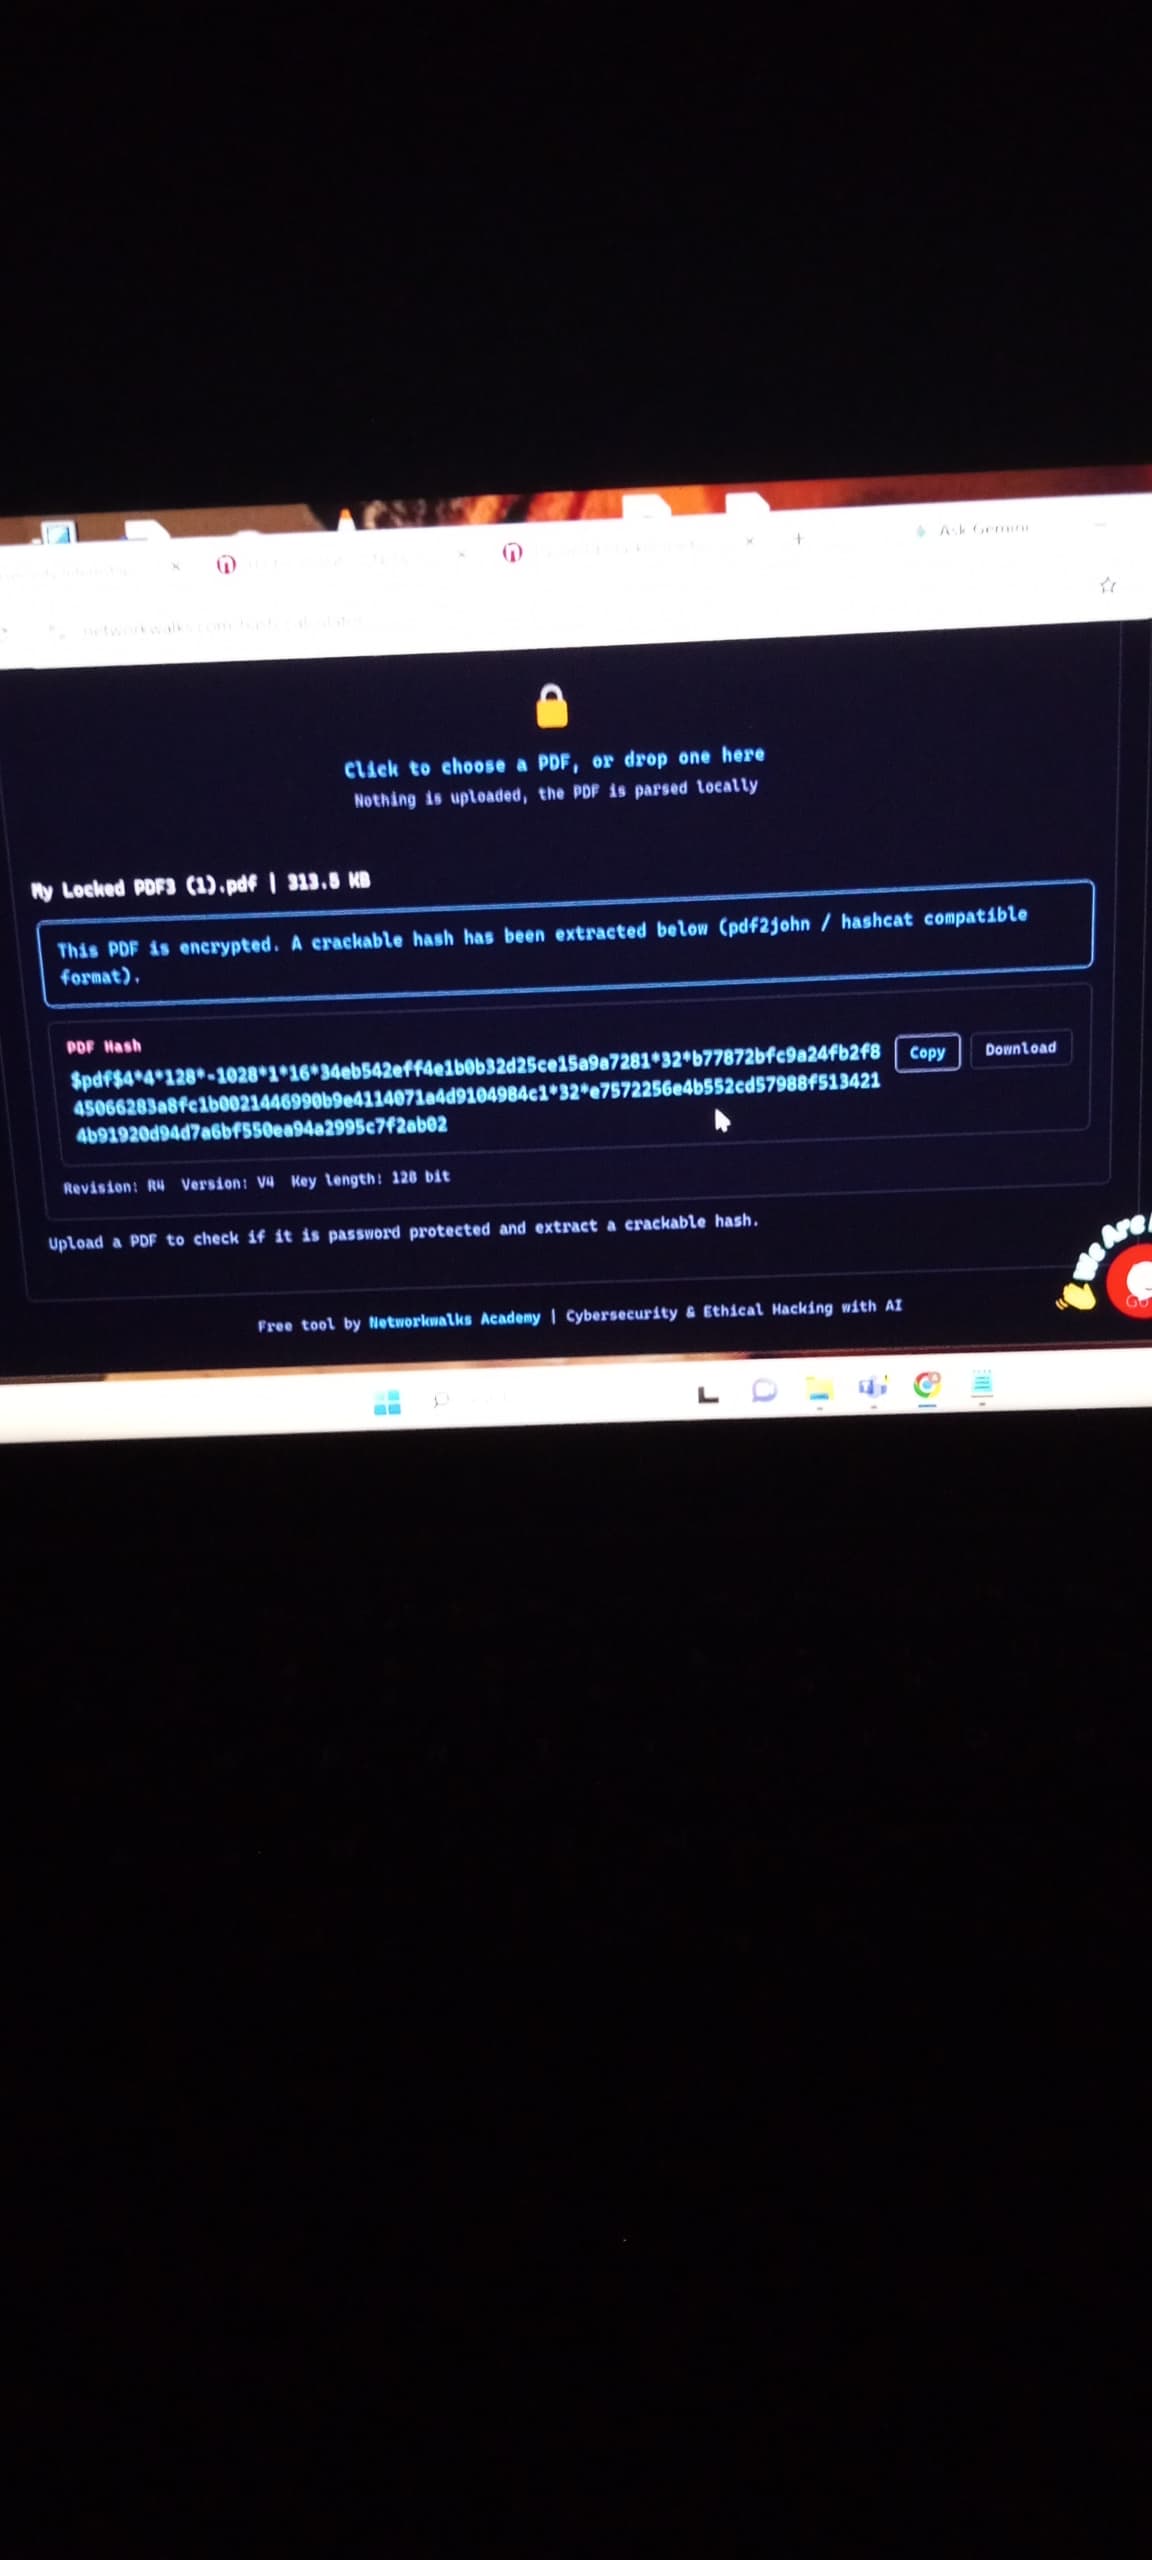 Ask Gemini
Click to choose a PDF, or drop one here
Nothing is uploaded, the PDF is parsed locally
My Locked PDF3 (1).pdf | 313.5 KB
This PDF is encrypted. A crackable hash has been extracted below (pdf2john / hashcat compatible
format).
PDF Hash
$pdf$4*4*128*-1028*1*16*34eb542eff4e1b0b32d25ce15a9a7281*32*b77872bfc9a24fb2f8
45066283a8fc1b0021446990b9e4114071a4d9104984c1*32*e7572256e4b552cd57988f513421
4b91920d94d7a6bf550ea94a2995c7f2ab02
Copy
Download
Revision: R4 Version: V4 Key length: 128 bit
Upload a PDF to check if it is password protected and extract a crackable hash.
We Are
Free tool by Networkwalks Academy | Cybersecurity & Ethical Hacking with AI